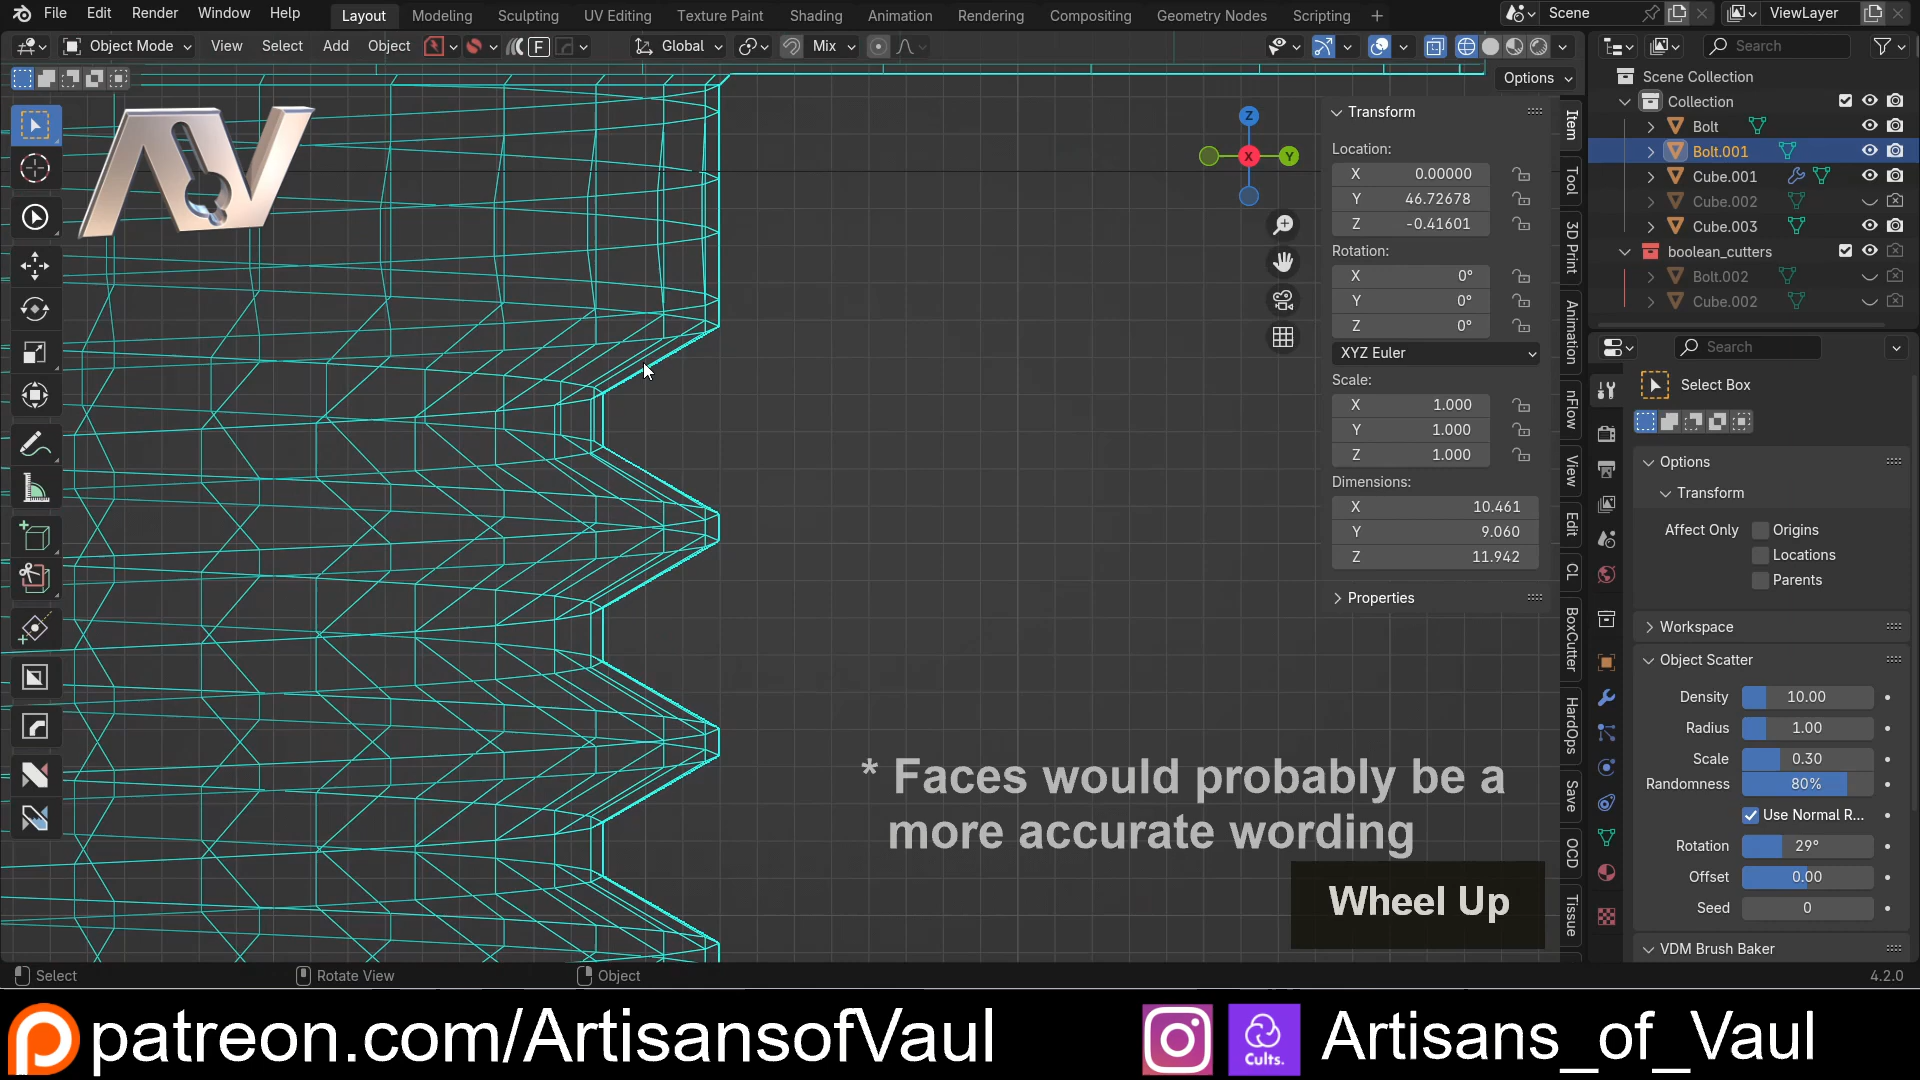 File Edit Render Window Help Layout Modeling Sculpting UV Editing Texture Paint Shading Animation Rendering Compositing Geometry Nodes Scripting + Scene ViewLayer
Object Mode View Select Add Object F Global Mix Search
Options
AV
Z
X
Y
Transform
Location:
X 0.00000
Y 46.72678
Z -0.41601
Rotation:
X 0°
Y 0°
Z 0°
XYZ Euler
Scale:
X 1.000
Y 1.000
Z 1.000
Dimensions:
X 10.461
Y 9.060
Z 11.942
Properties
Item
Tool
3D Print
Animation
nFlow
View
Edit
CL
BoxCutter
HardOps
Save
OCD
Tissue
Scene Collection
Collection
Bolt
Bolt.001
Cube.001
Cube.002
Cube.003
boolean_cutters
Bolt.002
Cube.002
Search
Select Box
Options
Transform
Affect Only Origins
Locations
Parents
Workspace
Object Scatter
Density 10.00
Radius 1.00
Scale 0.30
Randomness 80%
Use Normal R...
Rotation 29°
Offset 0.00
Seed 0
VDM Brush Baker
* Faces would probably be a
more accurate wording
Wheel Up
Select Rotate View Object 4.2.0
patreon.com/ArtisansofVaul Cults. Artisans_of_Vaul